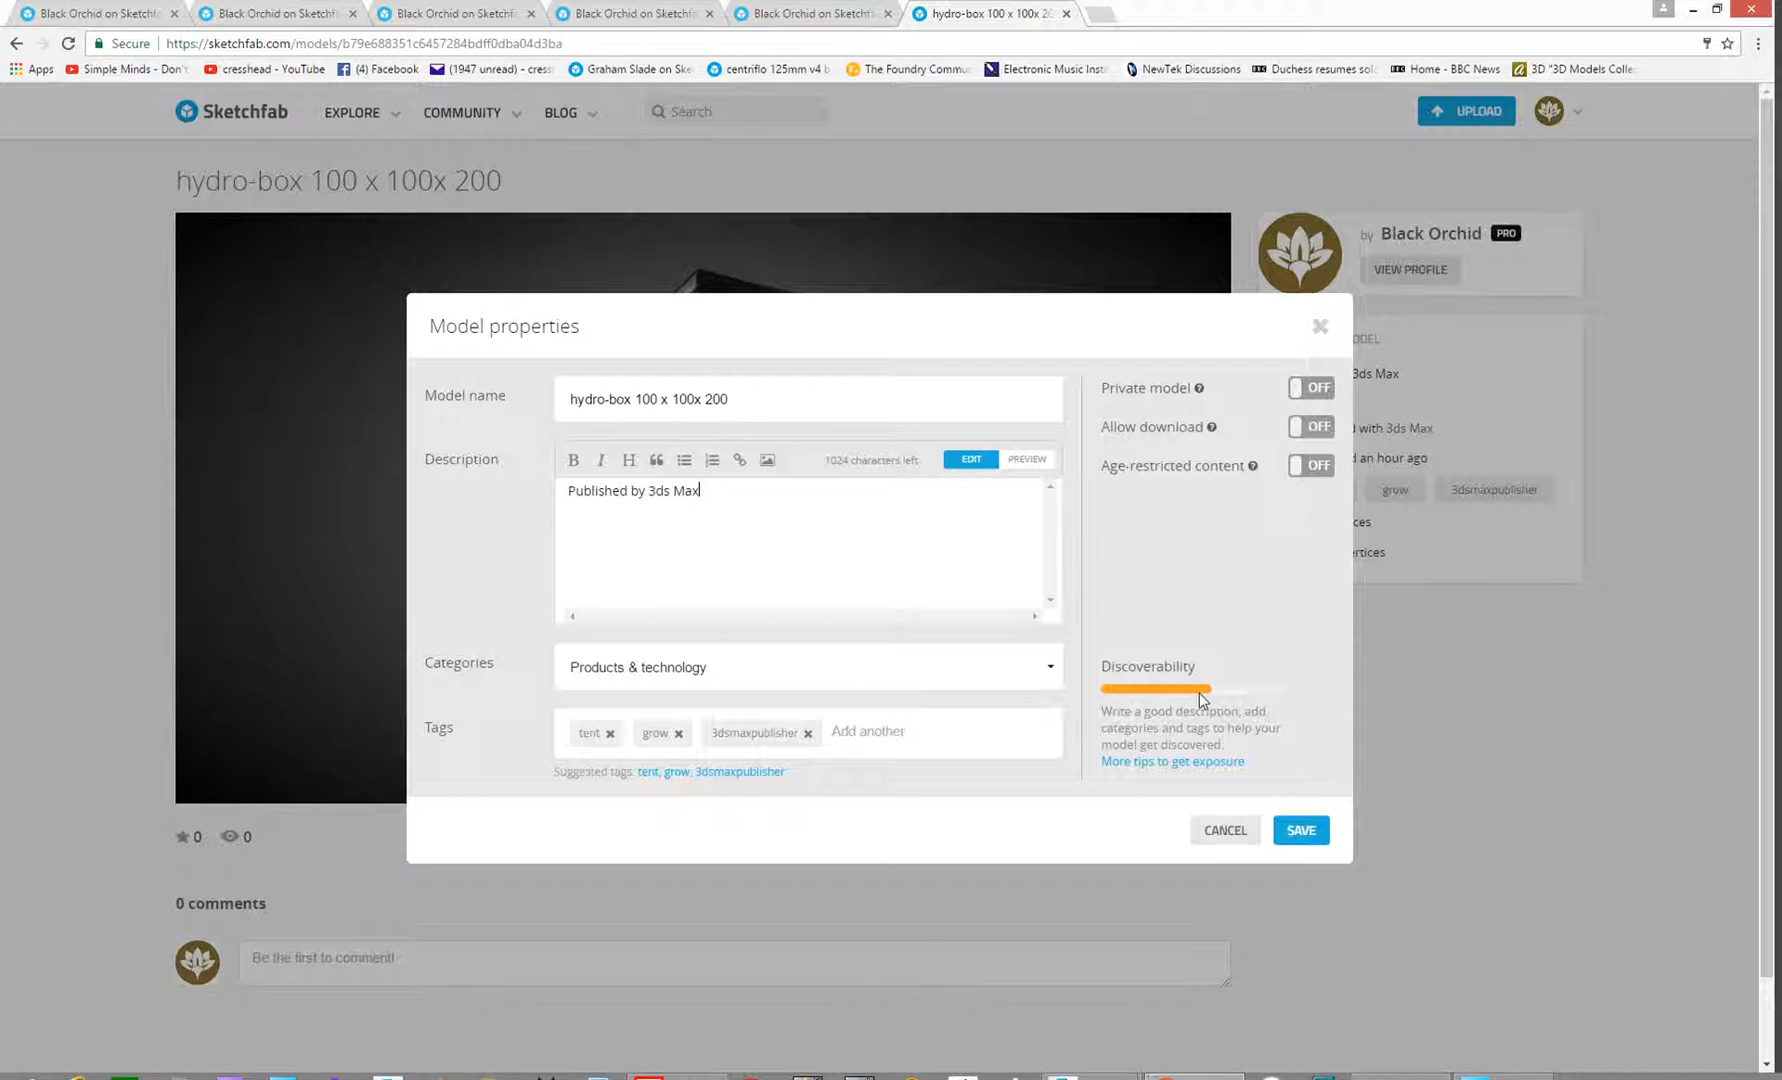 Black Orchid on Sketchf
Black Orchid on Sketchf
Black Orchid on Sketchf
Black Orchid on Sketchf
Black Orchid on Sketchf
hydro-box 100 x 100x 20
Secure
https://sketchfab.com/models/b79e688351c6457284bdff0dba04d3ba
Apps
Simple Minds - Don't
cresshead - YouTube
(4) Facebook
(1947 unread) - cress
Graham Slade on Ske
centriflo 125mm v4 b
The Foundry Commu
Electronic Music Inst
NewTek Discussions
BBC
Duchess resumes solo
BBC
Home - BBC News
3D "3D Models Collec
Sketchfab
EXPLORE
COMMUNITY
BLOG
Search
UPLOAD
hydro-box 100 x 100x 200
by Black Orchid PRO
VIEW PROFILE
Model properties
ODEL
3ds Max
d with 3ds Max
d an hour ago
grow
3dsmaxpublisher
ces
ertices
Model name
hydro-box 100 x 100x 200
Private model
OFF
Allow download
OFF
Age-restricted content
OFF
Description
B I H
1024 characters left
EDIT
PREVIEW
Published by 3ds Max
Categories
Products & technology
Tags
tent
grow
3dsmaxpublisher
Add another
Suggested tags: tent, grow, 3dsmaxpublisher
Discoverability
Write a good description, add
categories and tags to help your
model get discovered.
More tips to get exposure
CANCEL
SAVE
0
0
0 comments
Be the first to comment!